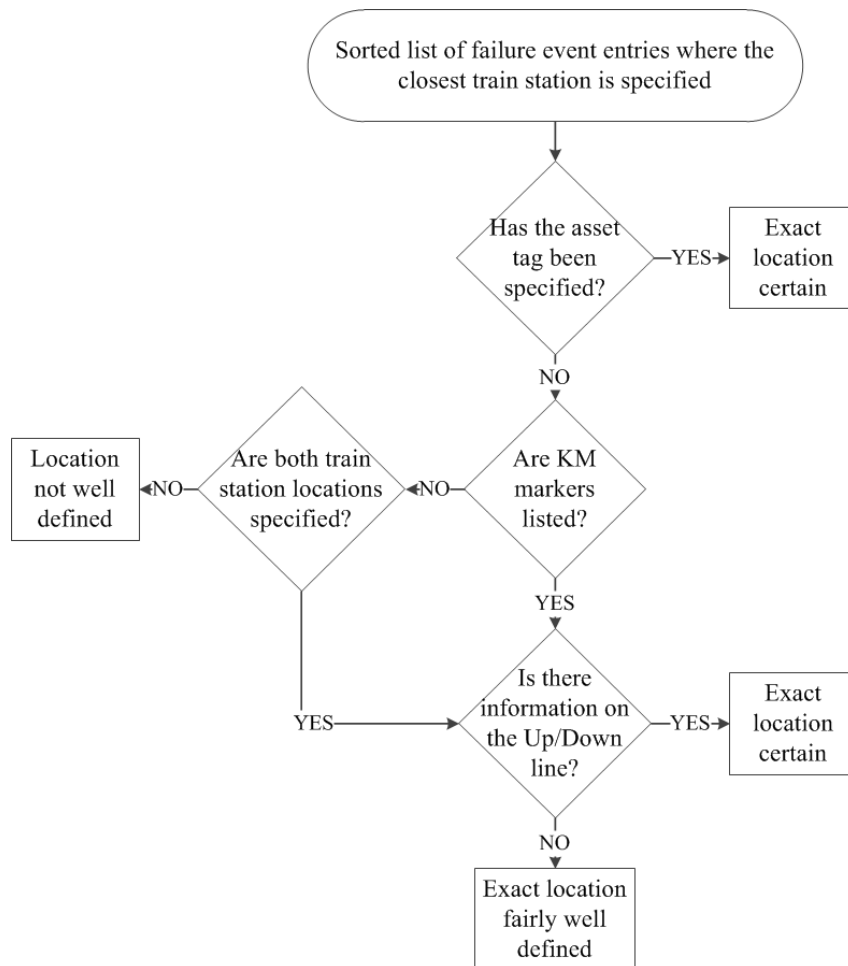 Sorted list of failure event entries where the
closest train station is specified
Has the asset
tag been
specified?
YES
Exact
location
certain
NO
Location
not well
defined
NO
Are both train
station locations
specified?
NO
Are KM
markers
listed?
YES
YES
Is there
information on
the Up/Down
line?
YES
Exact
location
certain
NO
Exact location
fairly well
defined